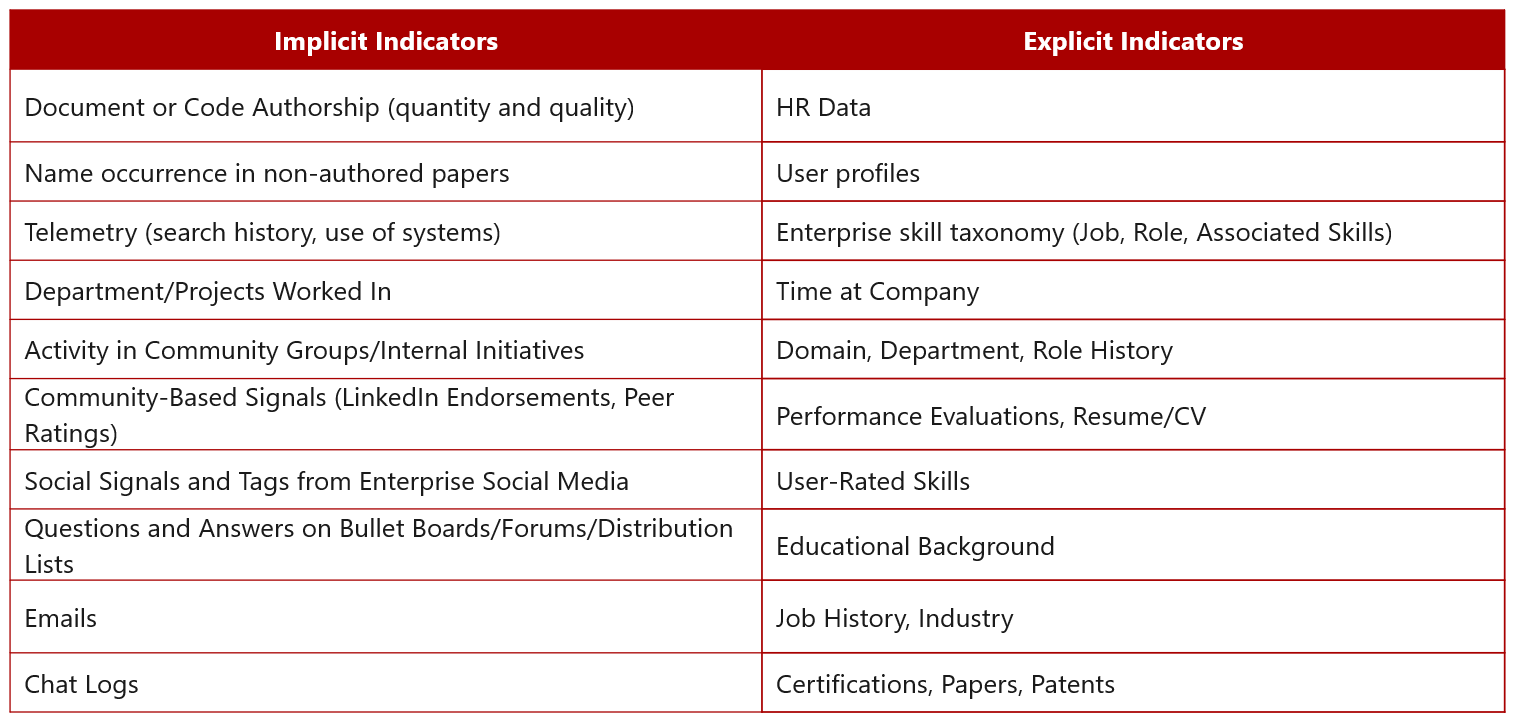 Implicit Indicators
Explicit Indicators
Document or Code Authorship (quantity and quality)
HR Data
Name occurrence in non-authored papers
User profiles
Telemetry (search history, use of systems)
Enterprise skill taxonomy (Job, Role, Associated Skills)
Department/Projects Worked In
Time at Company
Activity in Community Groups/Internal Initiatives
Domain, Department, Role History
Community-Based Signals (LinkedIn Endorsements, Peer
Ratings)
Performance Evaluations, Resume/CV
Social Signals and Tags from Enterprise Social Media
User-Rated Skills
Questions and Answers on Bullet Boards/Forums/Distribution
Lists
Educational Background
Emails
Job History, Industry
Chat Logs
Certifications, Papers, Patents